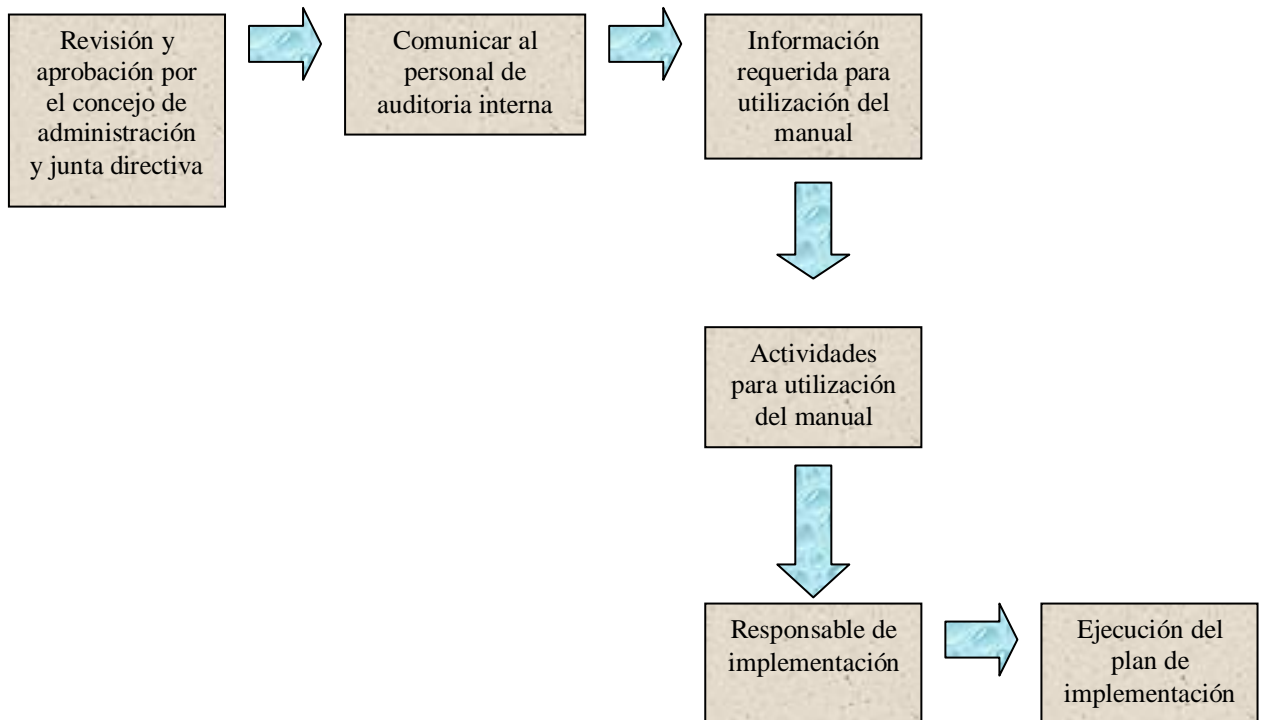 Revisión y
aprobación por
el concejo de
administración
y junta directiva
Comunicar al
personal de
auditoria interna
Información
requerida para
utilización del
manual
Actividades
para utilización
del manual
Responsable de
implementación
Ejecución del
plan de
implementación